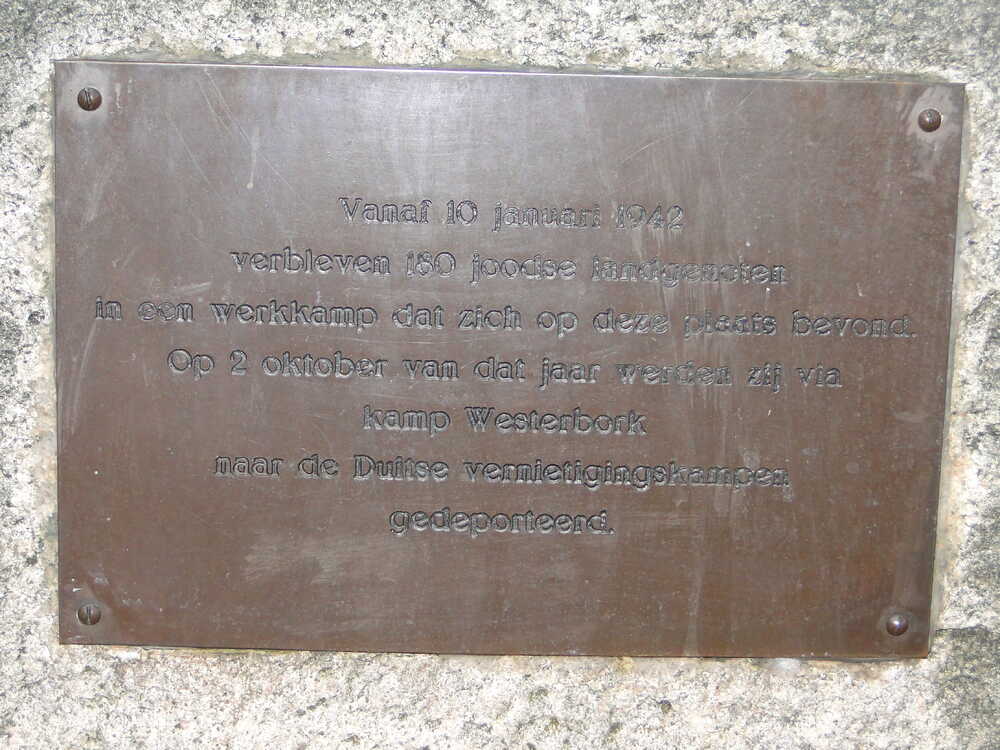 Vanaf 10 januari 1942
verbleven 180 joodse landgenoten
in een werkkamp dat zich op deze plaats bevond.
Op 2 oktober van dat jaar werden zij via
kamp Westerbork
naar de Duitse vernietigingskampen
gedeporteerd.